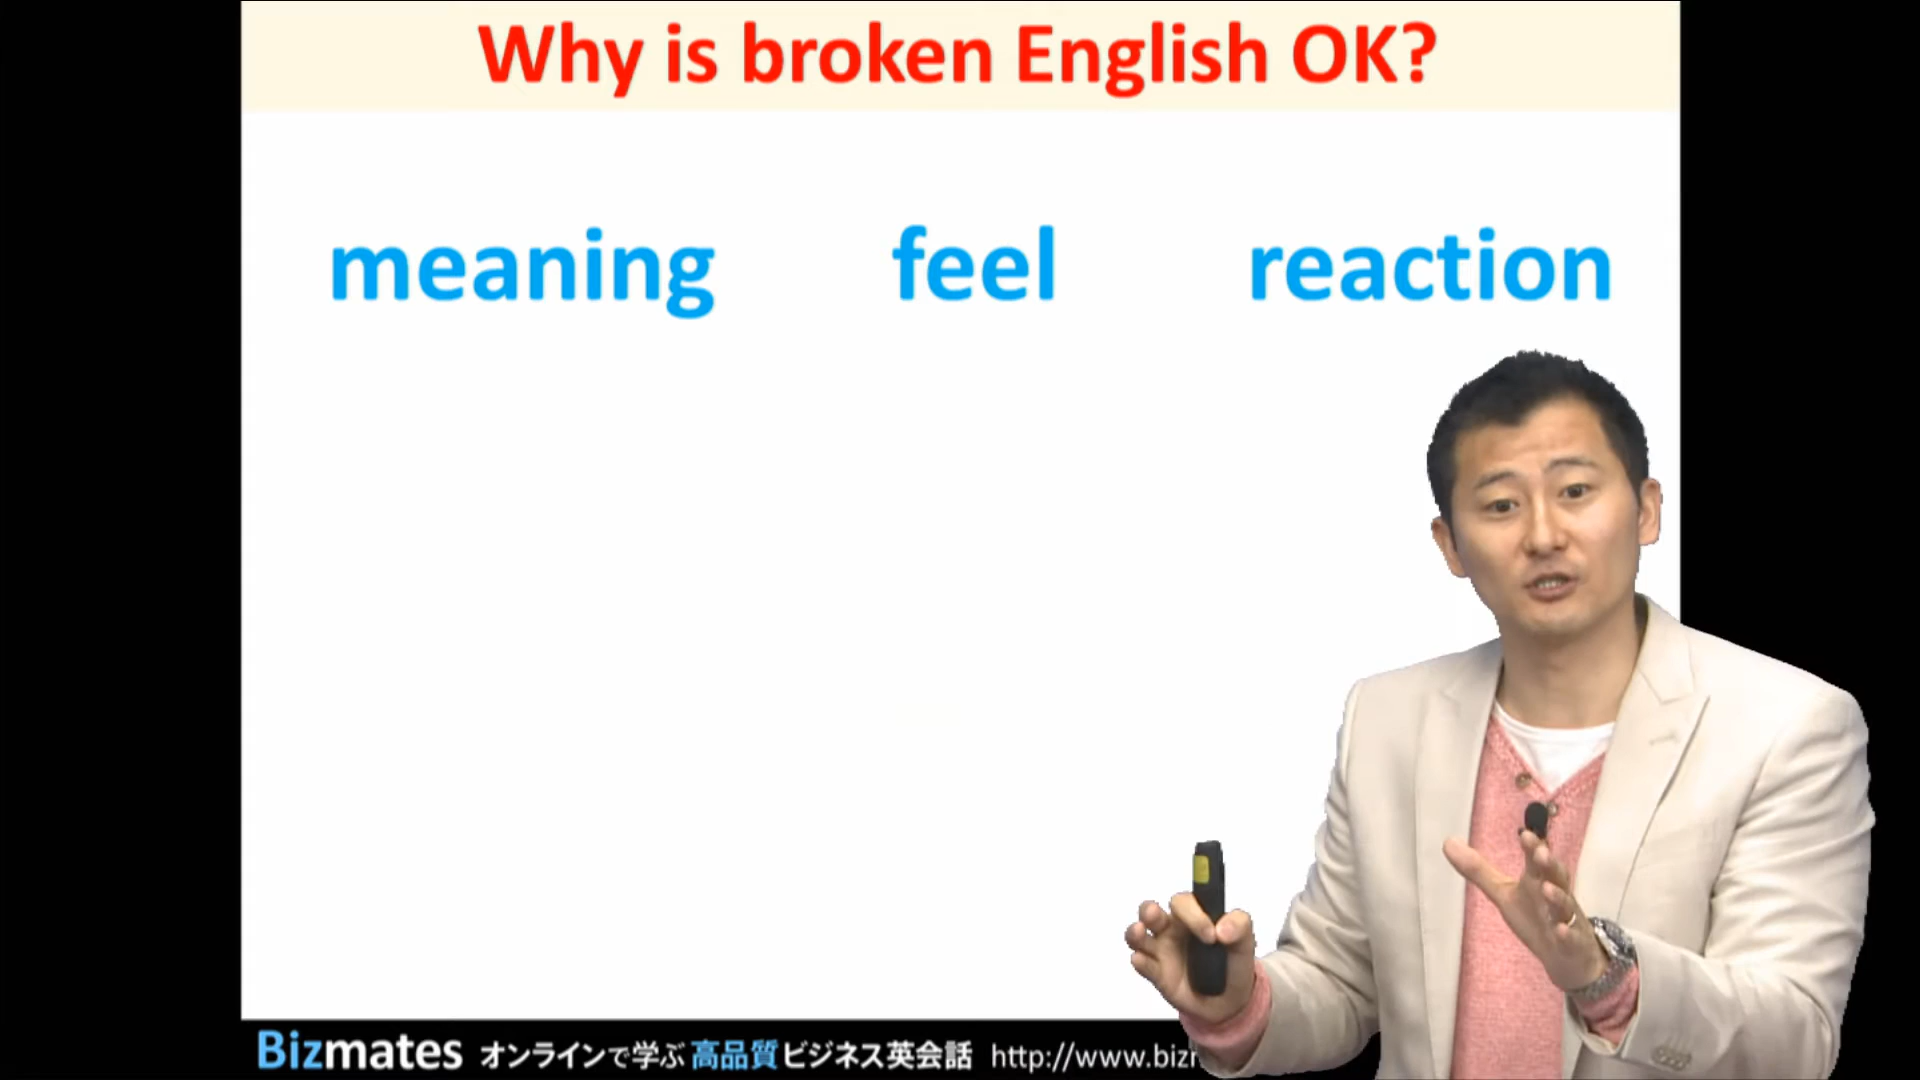 Why is broken English OK?
meaning feel reaction
Bizmates オンラインで学ぶ 高品質 ビジネス英会話 http://www.biz